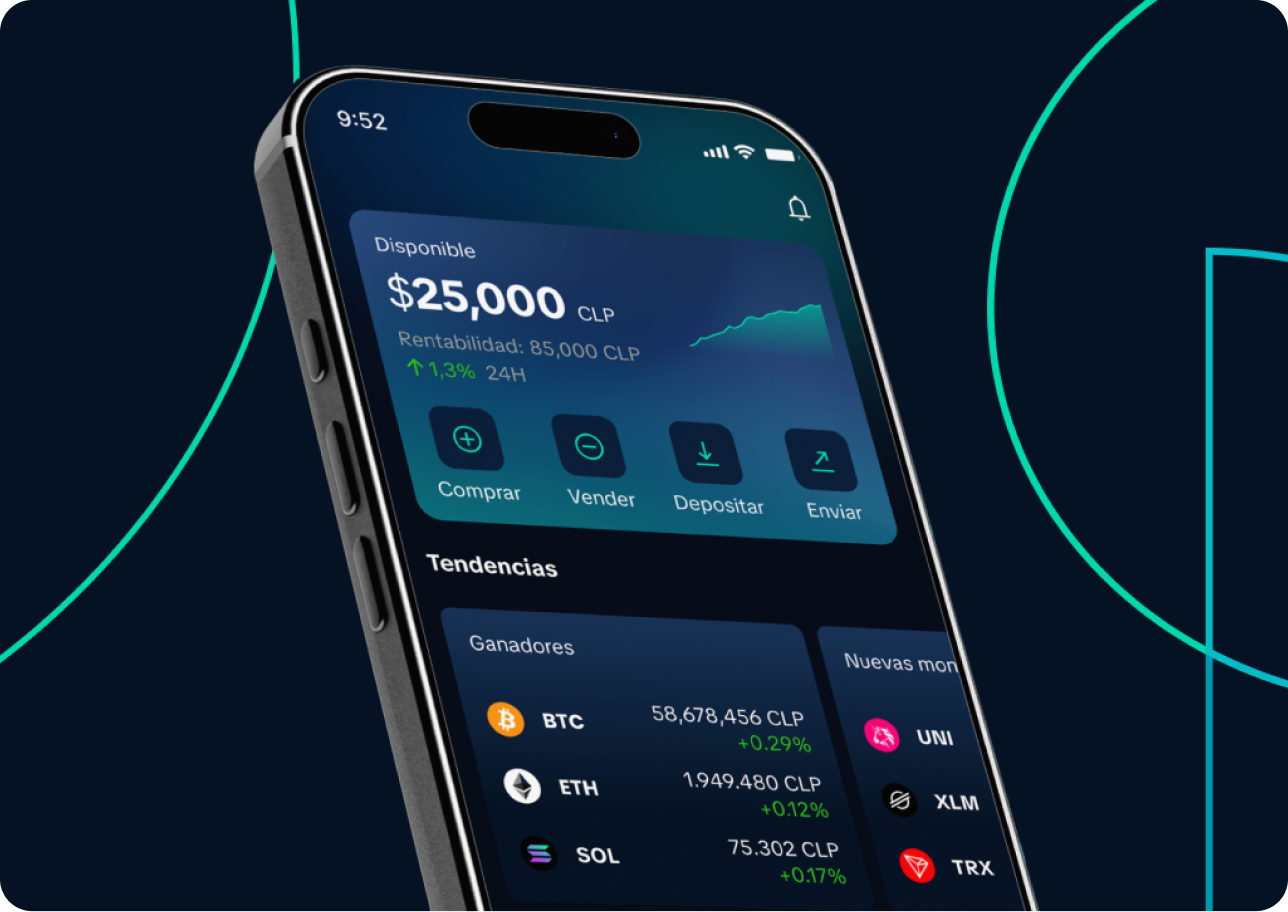 9:52
Disponible
$25,000 CLP
Rentabilidad: 85,000 CLP
1,3% 24H
Comprar
Vender
Depositar
Enviar
Tendencias
Ganadores
BTC
58,678,456 CLP
+0.29%
ETH
1.949.480 CLP
+0.12%
SOL
75.302 CLP
+0.17%
Nuevas mon
UNI
XLM
TRX